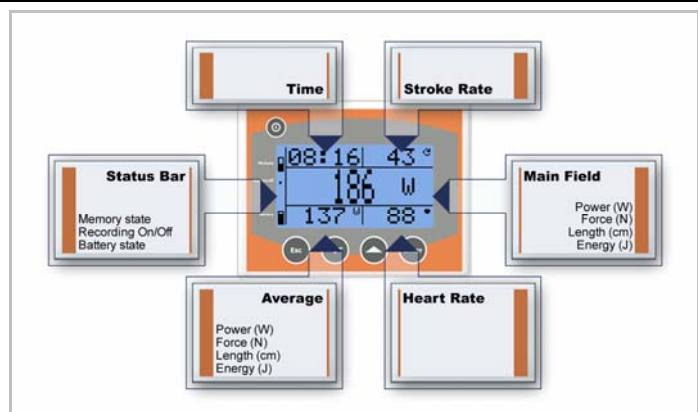 Time
Stroke Rate
Status Bar
Memory state
Recording On/Off
Battery state
08:16
43
186 W
137 W
88
Main Field
Power (W)
Force (N)
Length (cm)
Energy (J)
Esc
Average
Power (W)
Force (N)
Length (cm)
Energy (J)
Heart Rate